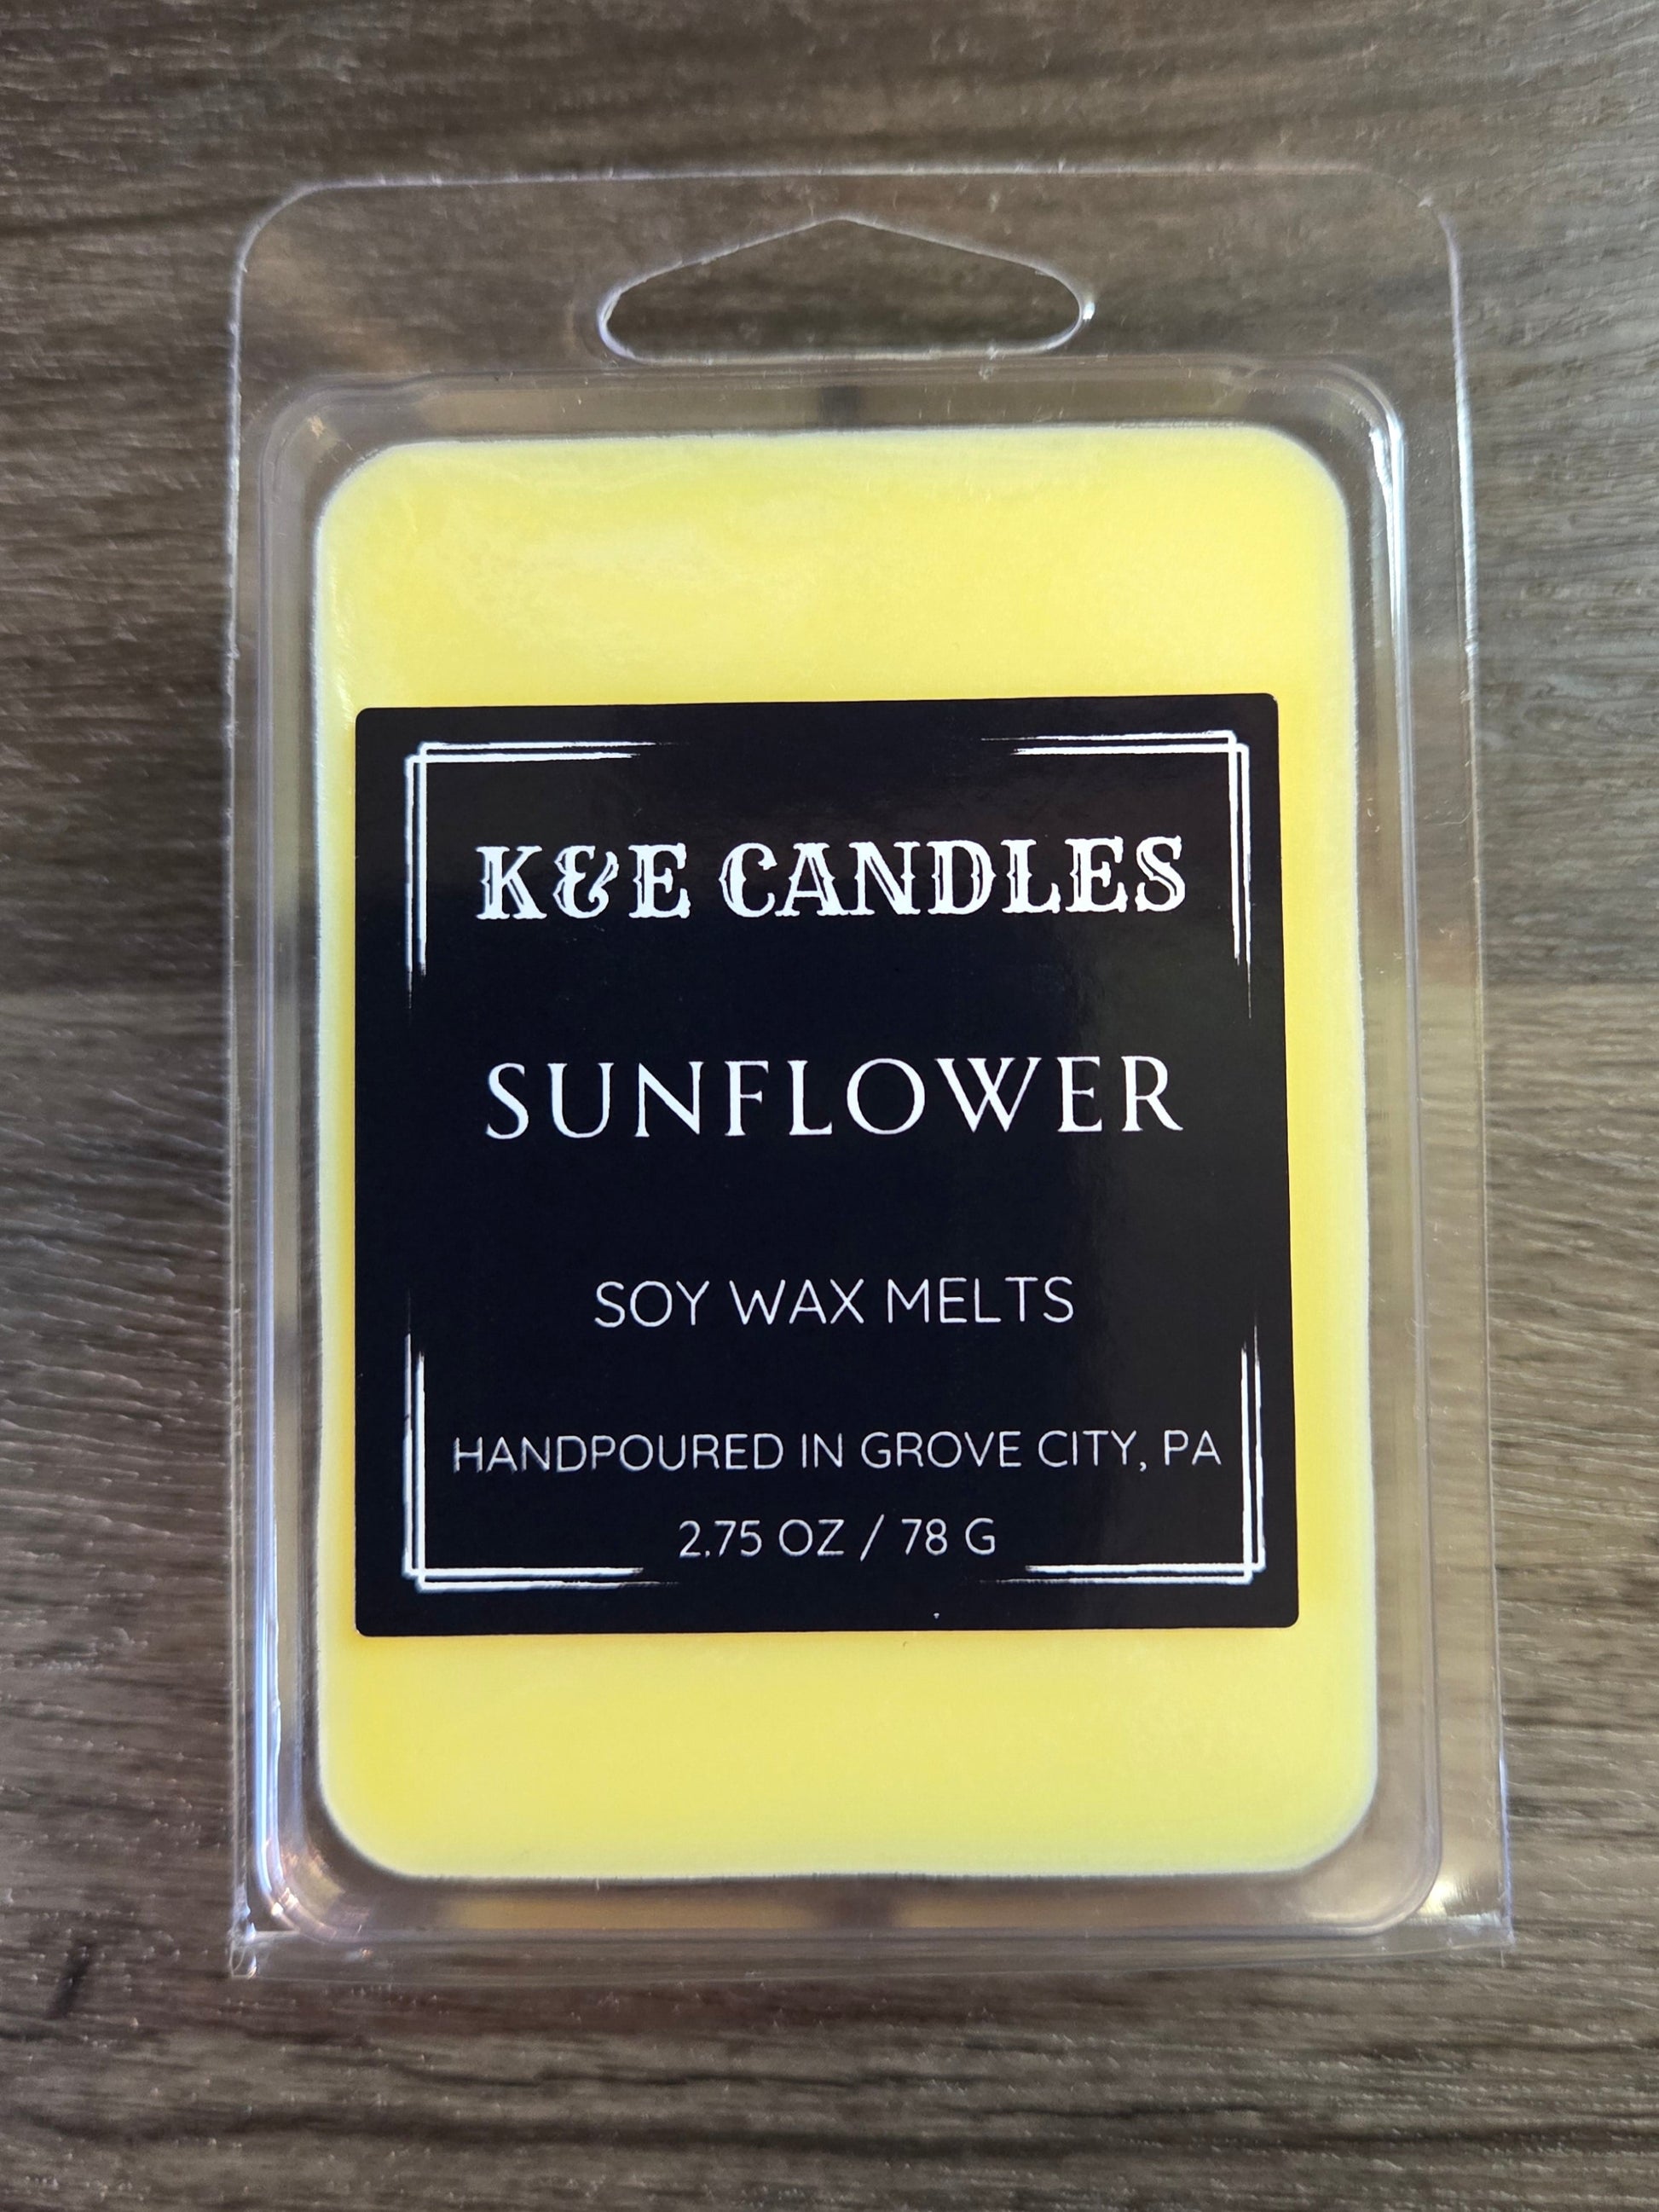 K&E CANDLES
SUNFLOWER
SOY WAX MELTS
HANDPOURED IN GROVE CITY, PA
2.75 OZ / 78 G